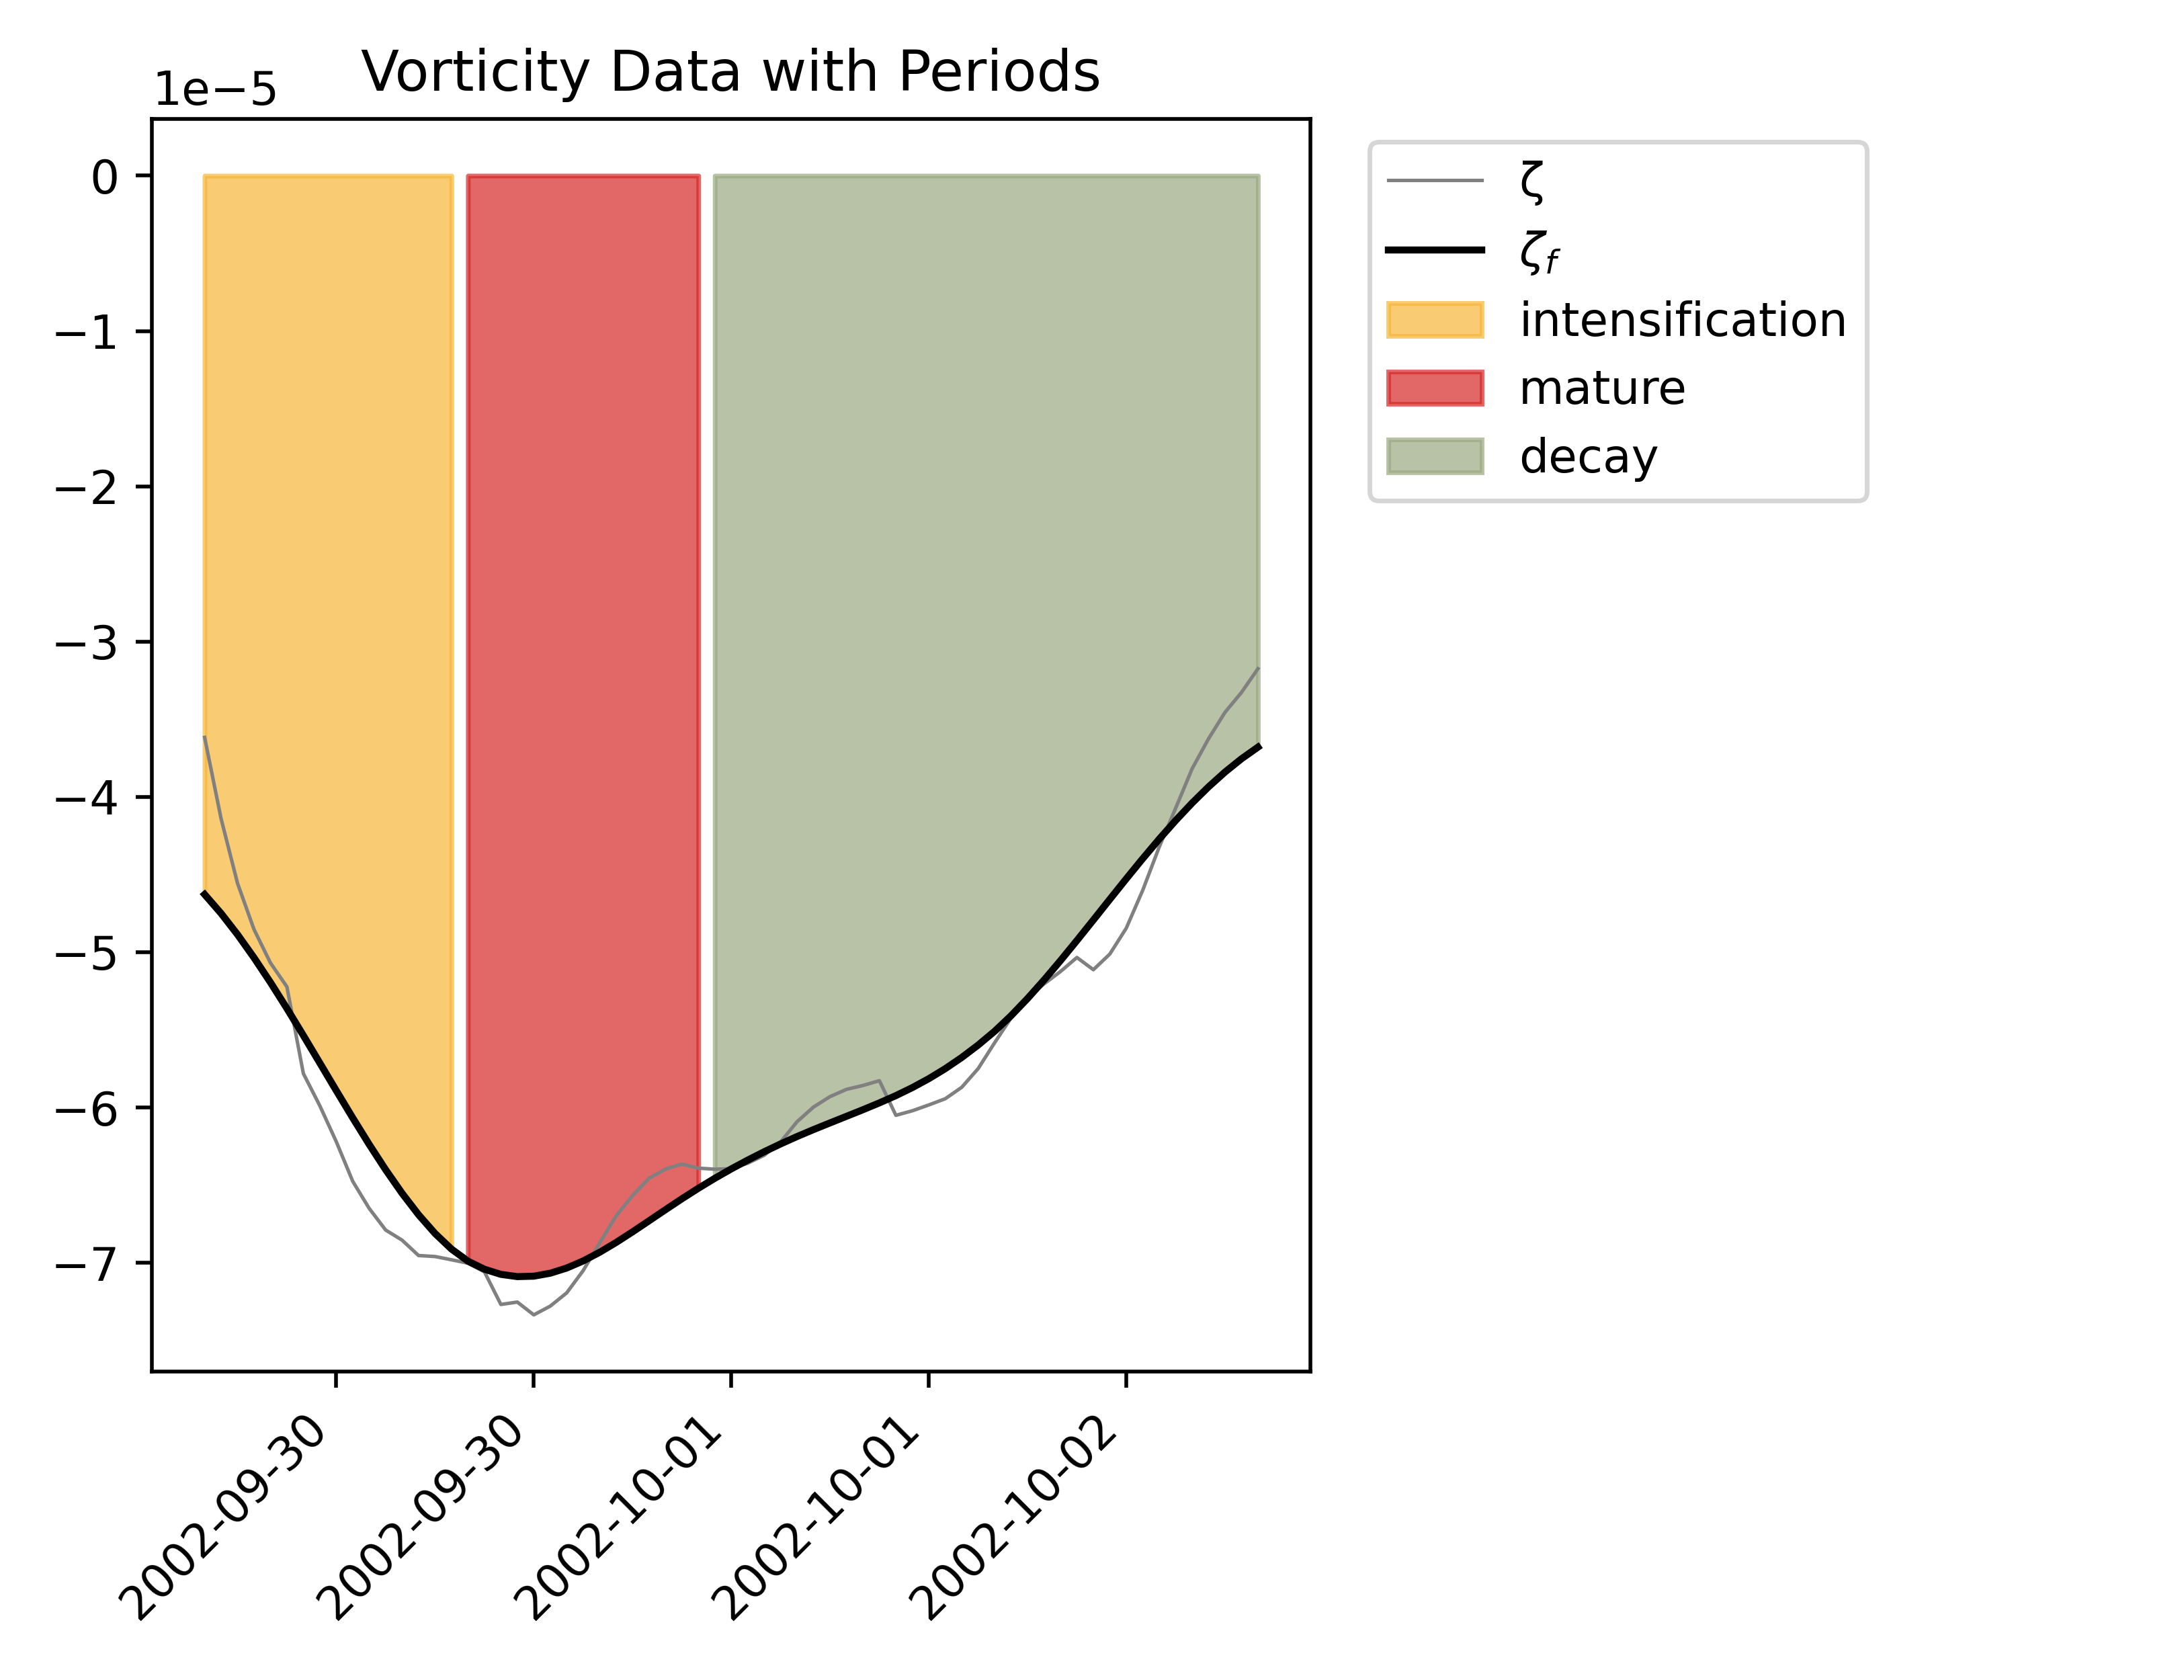 Vorticity Data with Periods
1e−5
0
−1
−2
−3
−4
−5
−6
−7
2002-09-30
2002-09-30
2002-10-01
2002-10-01
2002-10-02
ζ
ζf
intensification
mature
decay